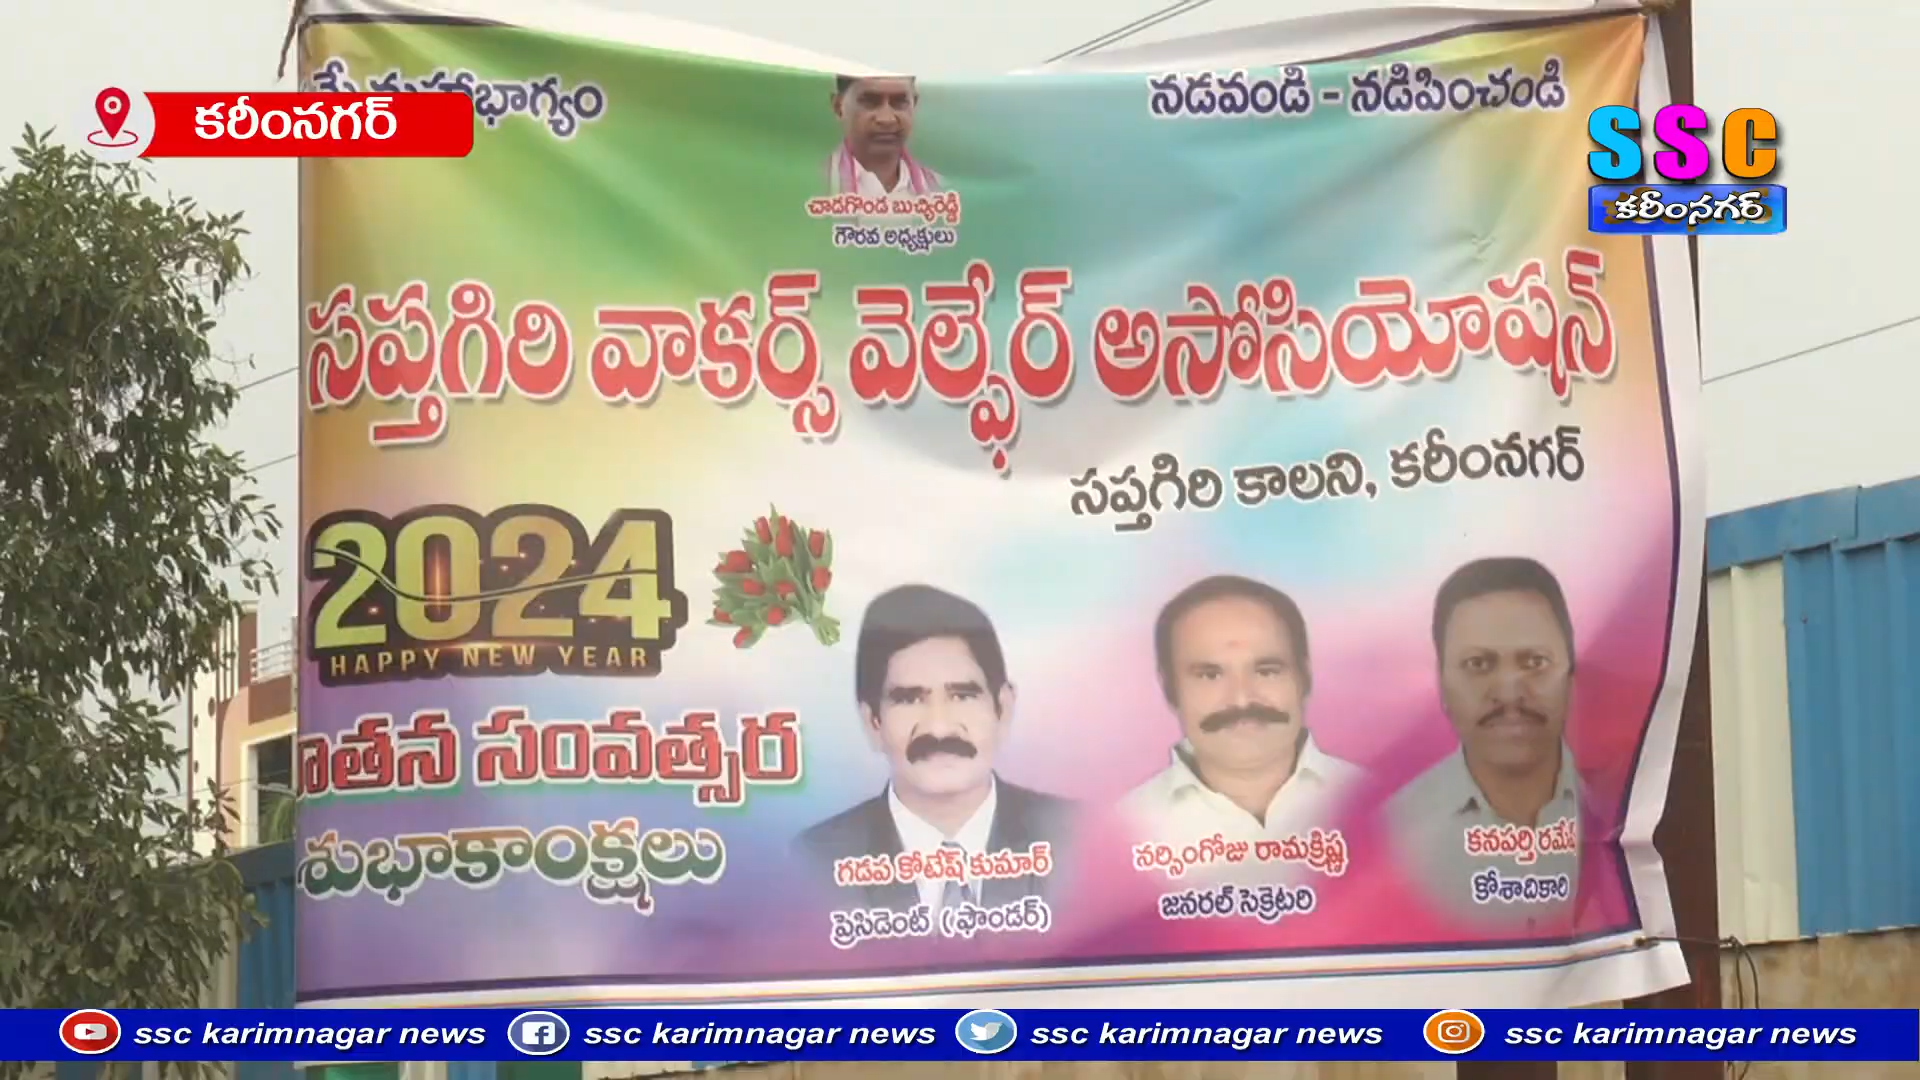 మహాభాగ్యం
నడవండి - నడిపించండి
కరీంనగర్
SSC
కరీంనగర్
చాడగొండ బుచ్చిరెడ్డి
గౌరవ అధ్యక్షులు
సప్తగిరి వాకర్స్ వెల్ఫేర్ అసోసియోషన్
సప్తగిరి కాలని, కరీంనగర్
2024
HAPPY NEW YEAR
నూతన సంవత్సర
శుభాకాంక్షలు
గడప కోటేష్ కుమార్
ప్రెసిడెంట్ (ఫౌండర్)
నర్సింగోజు రామక్రిష్ణ
జనరల్ సెక్రెటరి
కనపర్తి
కోశాదికారి
ssc karimnagar news ssc karimnagar news ssc karimnagar news ssc karimnagar news